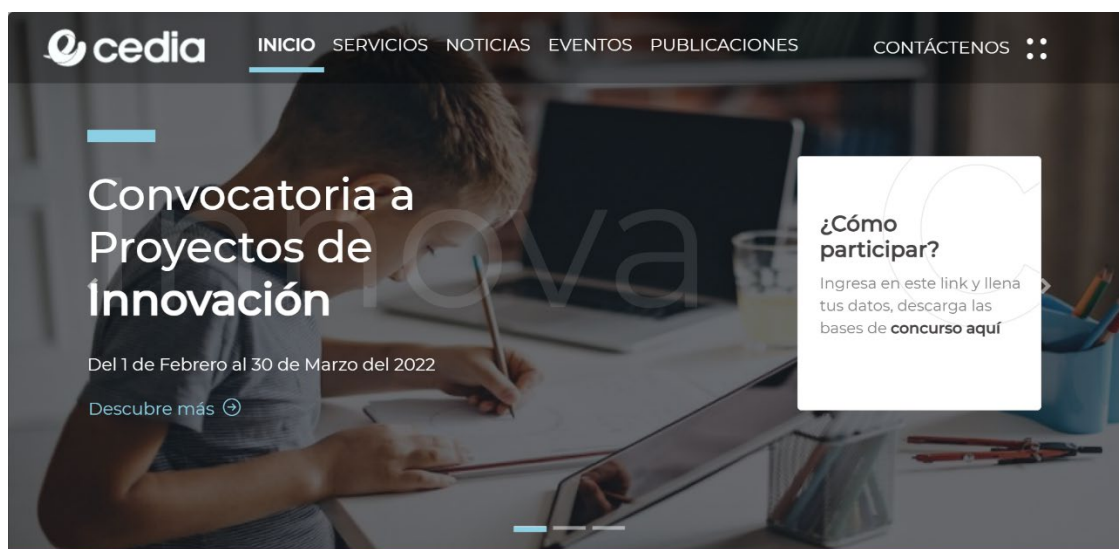 cedia
INICIO SERVICIOS NOTICIAS EVENTOS PUBLICACIONES CONTÁCTENOS
Innova
Convocatoria a
Proyectos de
Innovación
Del 1 de Febrero al 30 de Marzo del 2022
Descubre más
C
¿Cómo
participar?
Ingresa en este link y llena
tus datos, descarga las
bases de concurso aquí